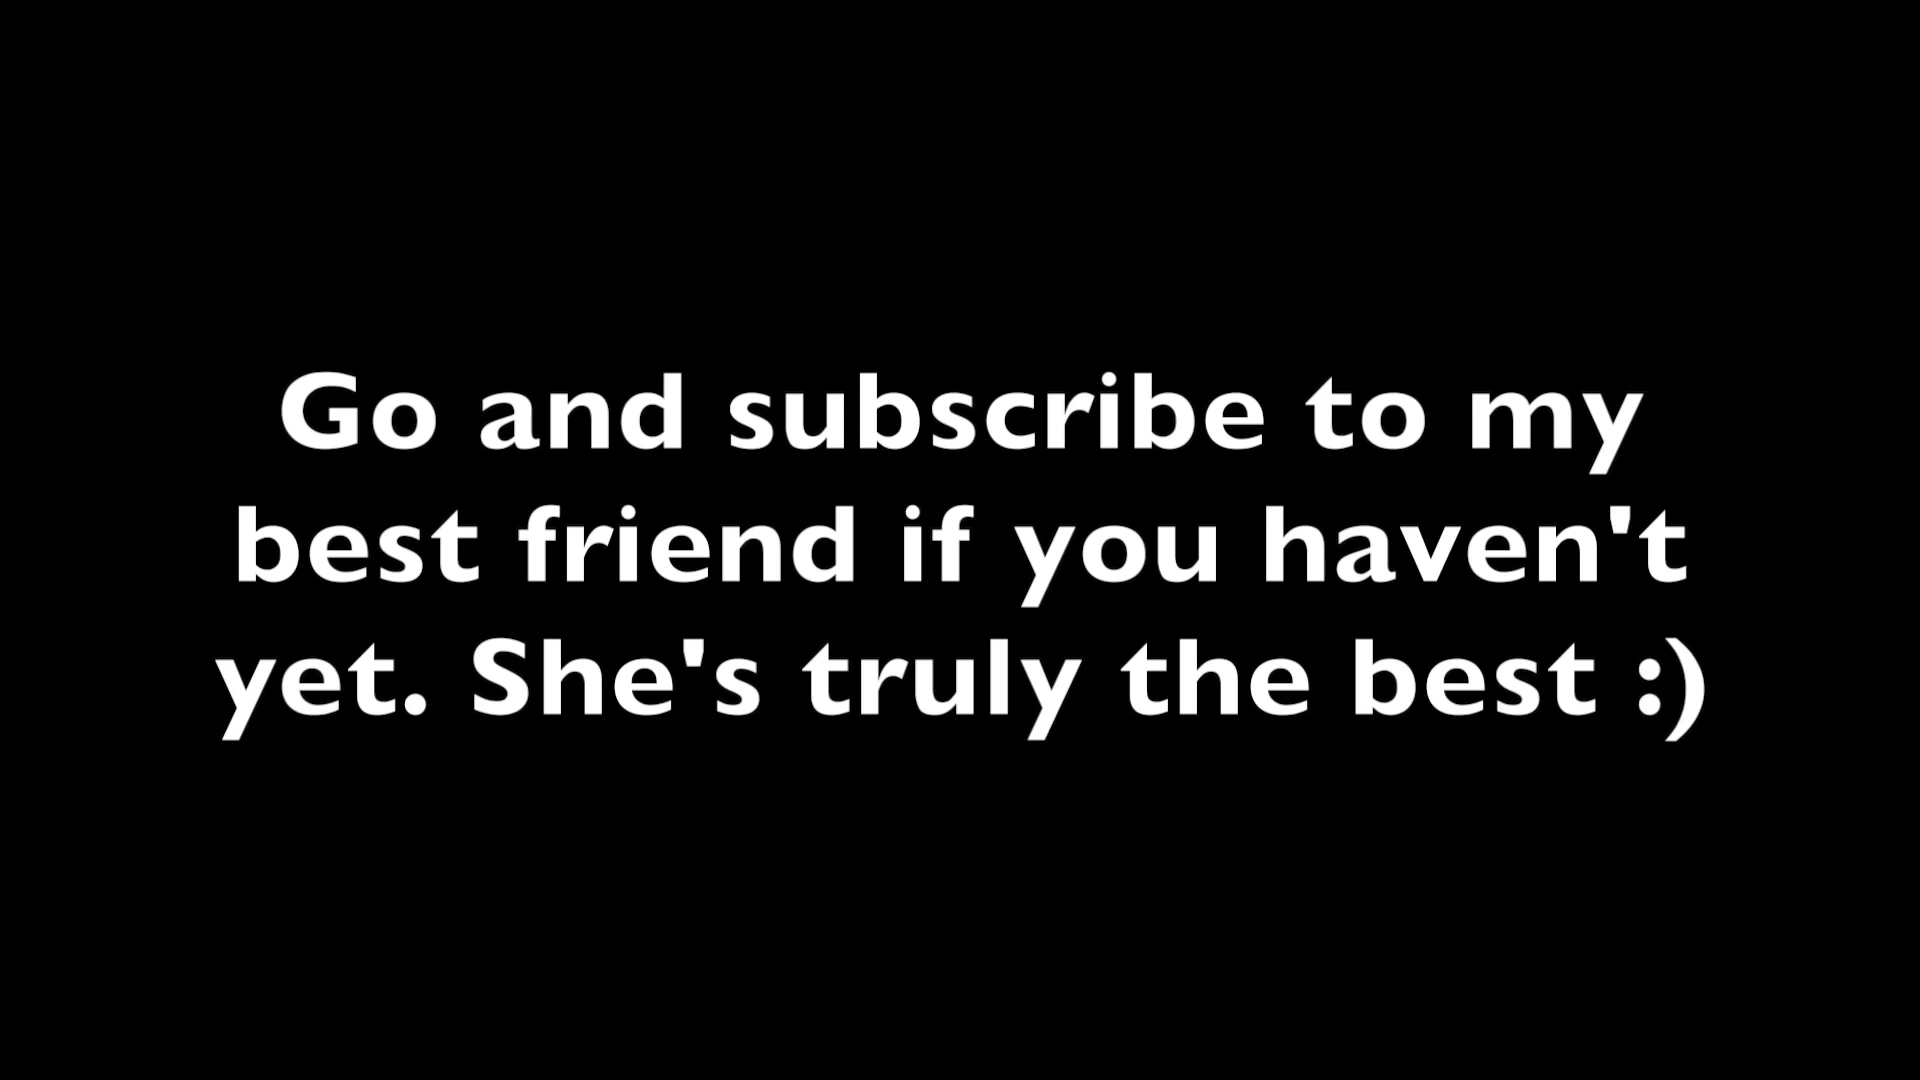 Go and subscribe to my
best friend if you haven't
yet. She's truly the best :)